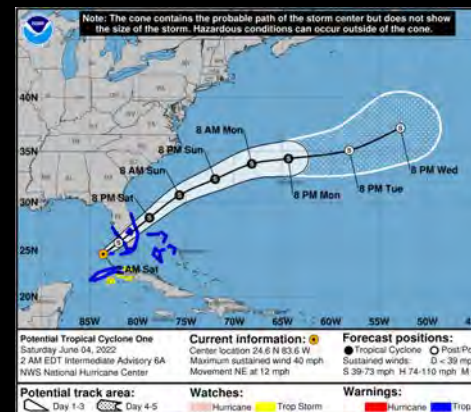 Note: The cone contains the probable path of the storm center but does not show
the size of the storm. Hazardous conditions can occur outside of the cone.
NOAA
40N
35N
30N
25N
20N
8 PM Wed
8 AM Mon
8 PM Sun
8 AM Sun
8 PM Sat
8 PM Mon
8 PM Tue
AM Sat
85W 80W 75W 70W 65W 60W 55W 50W
Potential Tropical Cyclone One
Saturday June 04, 2022
2 AM EDT Intermediate Advisory 6A
NWS National Hurricane Center
Current information:
Center location 24.6 N 83.6 W
Maximum sustained wind 40 mph
Movement NE at 12 mph
Forecast positions:
Tropical Cyclone Post/Po
Sustained winds: D < 39 mp
S 39-73 mph H 74-110 mph M
Potential track area:
Day 1-3 Day 4-5
Watches:
Hurricane Trop Storm
Warnings:
Hurricane Trop